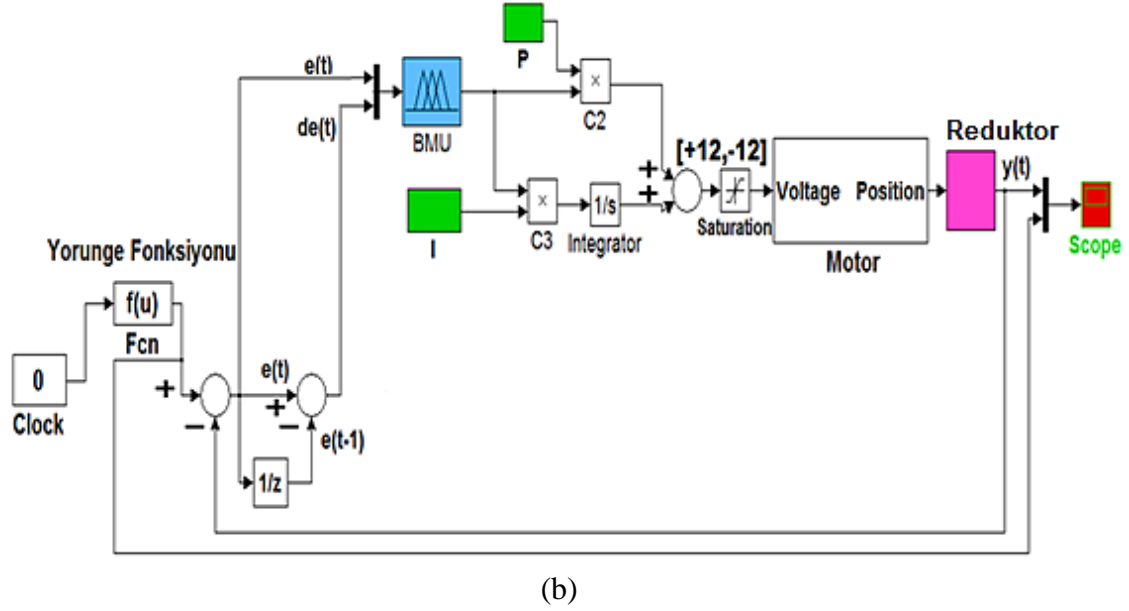 P
e(t)
de(t)
BMU
×
C2
Reduktor
[+12,-12]
y(t)
+
+
Voltage Position
Saturation
Motor
Scope
I
×
C3
1/s
Integrator
Yorunge Fonksiyonu
f(u)
Fcn
0
Clock
+
−
e(t)
+
−
e(t-1)
1/z
(b)